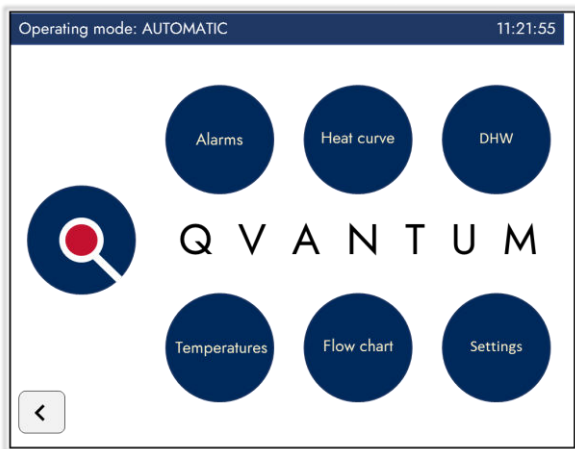 Operating mode: AUTOMATIC 11:21:55
Alarms Heat curve DHW
QVANTUM
Temperatures Flow chart Settings